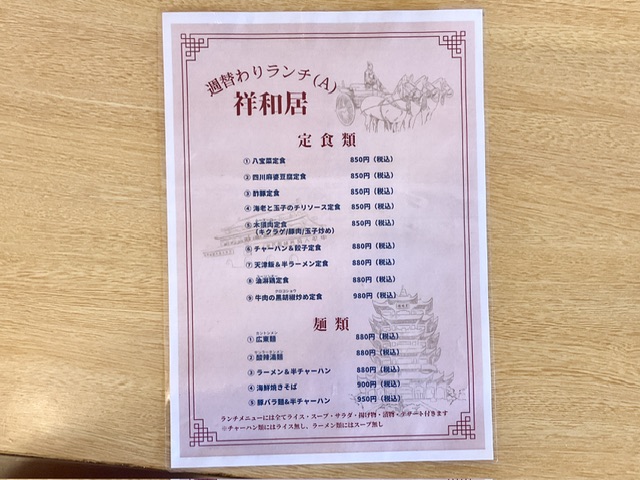 週替わりランチ(A)
祥和居
定食類
① 八宝菜定食 850円（税込）
② 四川麻婆豆腐定食 850円（税込）
③ 酢豚定食 850円（税込）
④ 海老と玉子のチリソース定食 850円（税込）
⑤ 木須肉定食 850円（税込）
（キクラゲ/豚肉/玉子炒め）
⑥ チャーハン＆餃子定食 880円（税込）
⑦ 天津飯＆半ラーメン定食 880円（税込）
⑧ 油淋鶏定食 880円（税込）
⑨ 牛肉の黒胡椒炒め定食 980円（税込）
麺類
① 広東麺 880円（税込）
② 酸辣湯麺 880円（税込）
③ ラーメン＆半チャーハン 880円（税込）
④ 海鮮焼きそば 900円（税込）
⑤ 豚バラ麺＆半チャーハン 950円（税込）
ランチメニューには全てライス・スープ・サラダ・揚げ物・漬物・デザート付きます
※チャーハン類にはライス無し、ラーメン類にはスープ無し